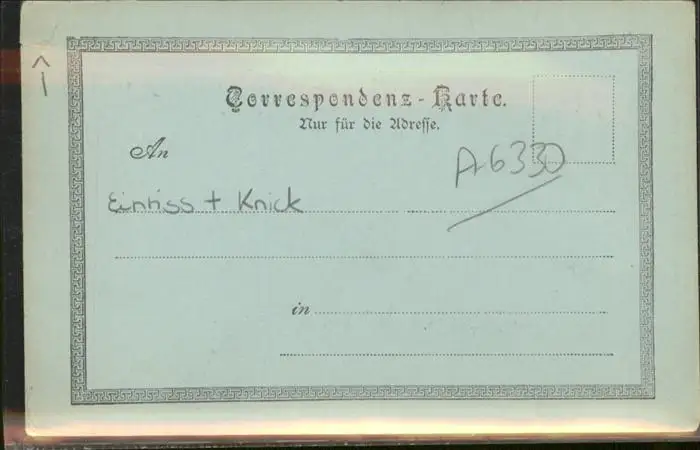 Correspondenz-Karte.
Nur für die Adresse.
An
A6330
Einriss + Knick
in